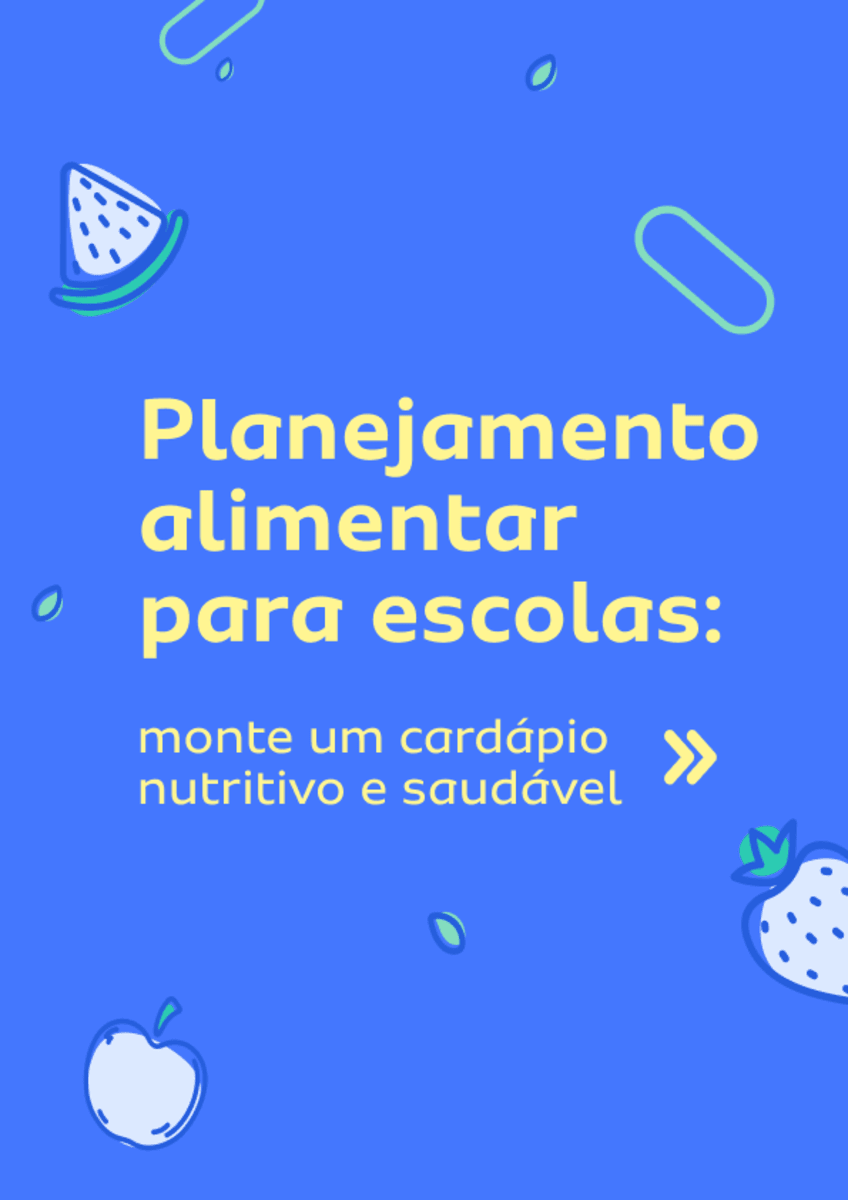 Planejamento
alimentar
para escolas:
monte um cardápio
nutritivo e saudável